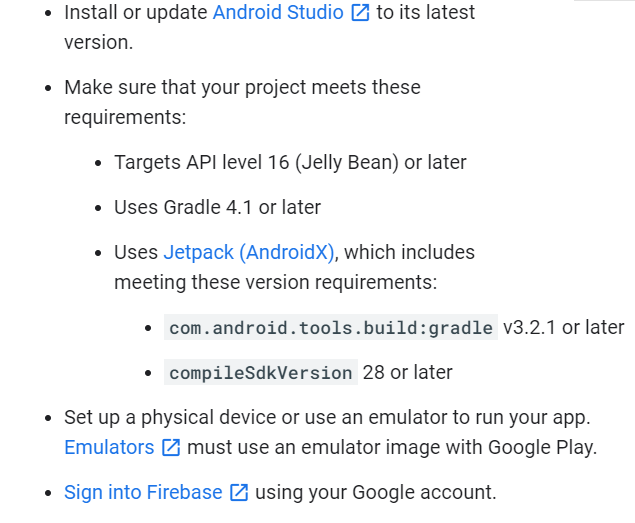 Install or update Android Studio to its latest
version.
Make sure that your project meets these
requirements:
Targets API level 16 (Jelly Bean) or later
Uses Gradle 4.1 or later
Uses Jetpack (AndroidX), which includes
meeting these version requirements:
com.android.tools.build:gradle v3.2.1 or later
compileSdkVersion 28 or later
Set up a physical device or use an emulator to run your app.
Emulators must use an emulator image with Google Play.
Sign into Firebase using your Google account.